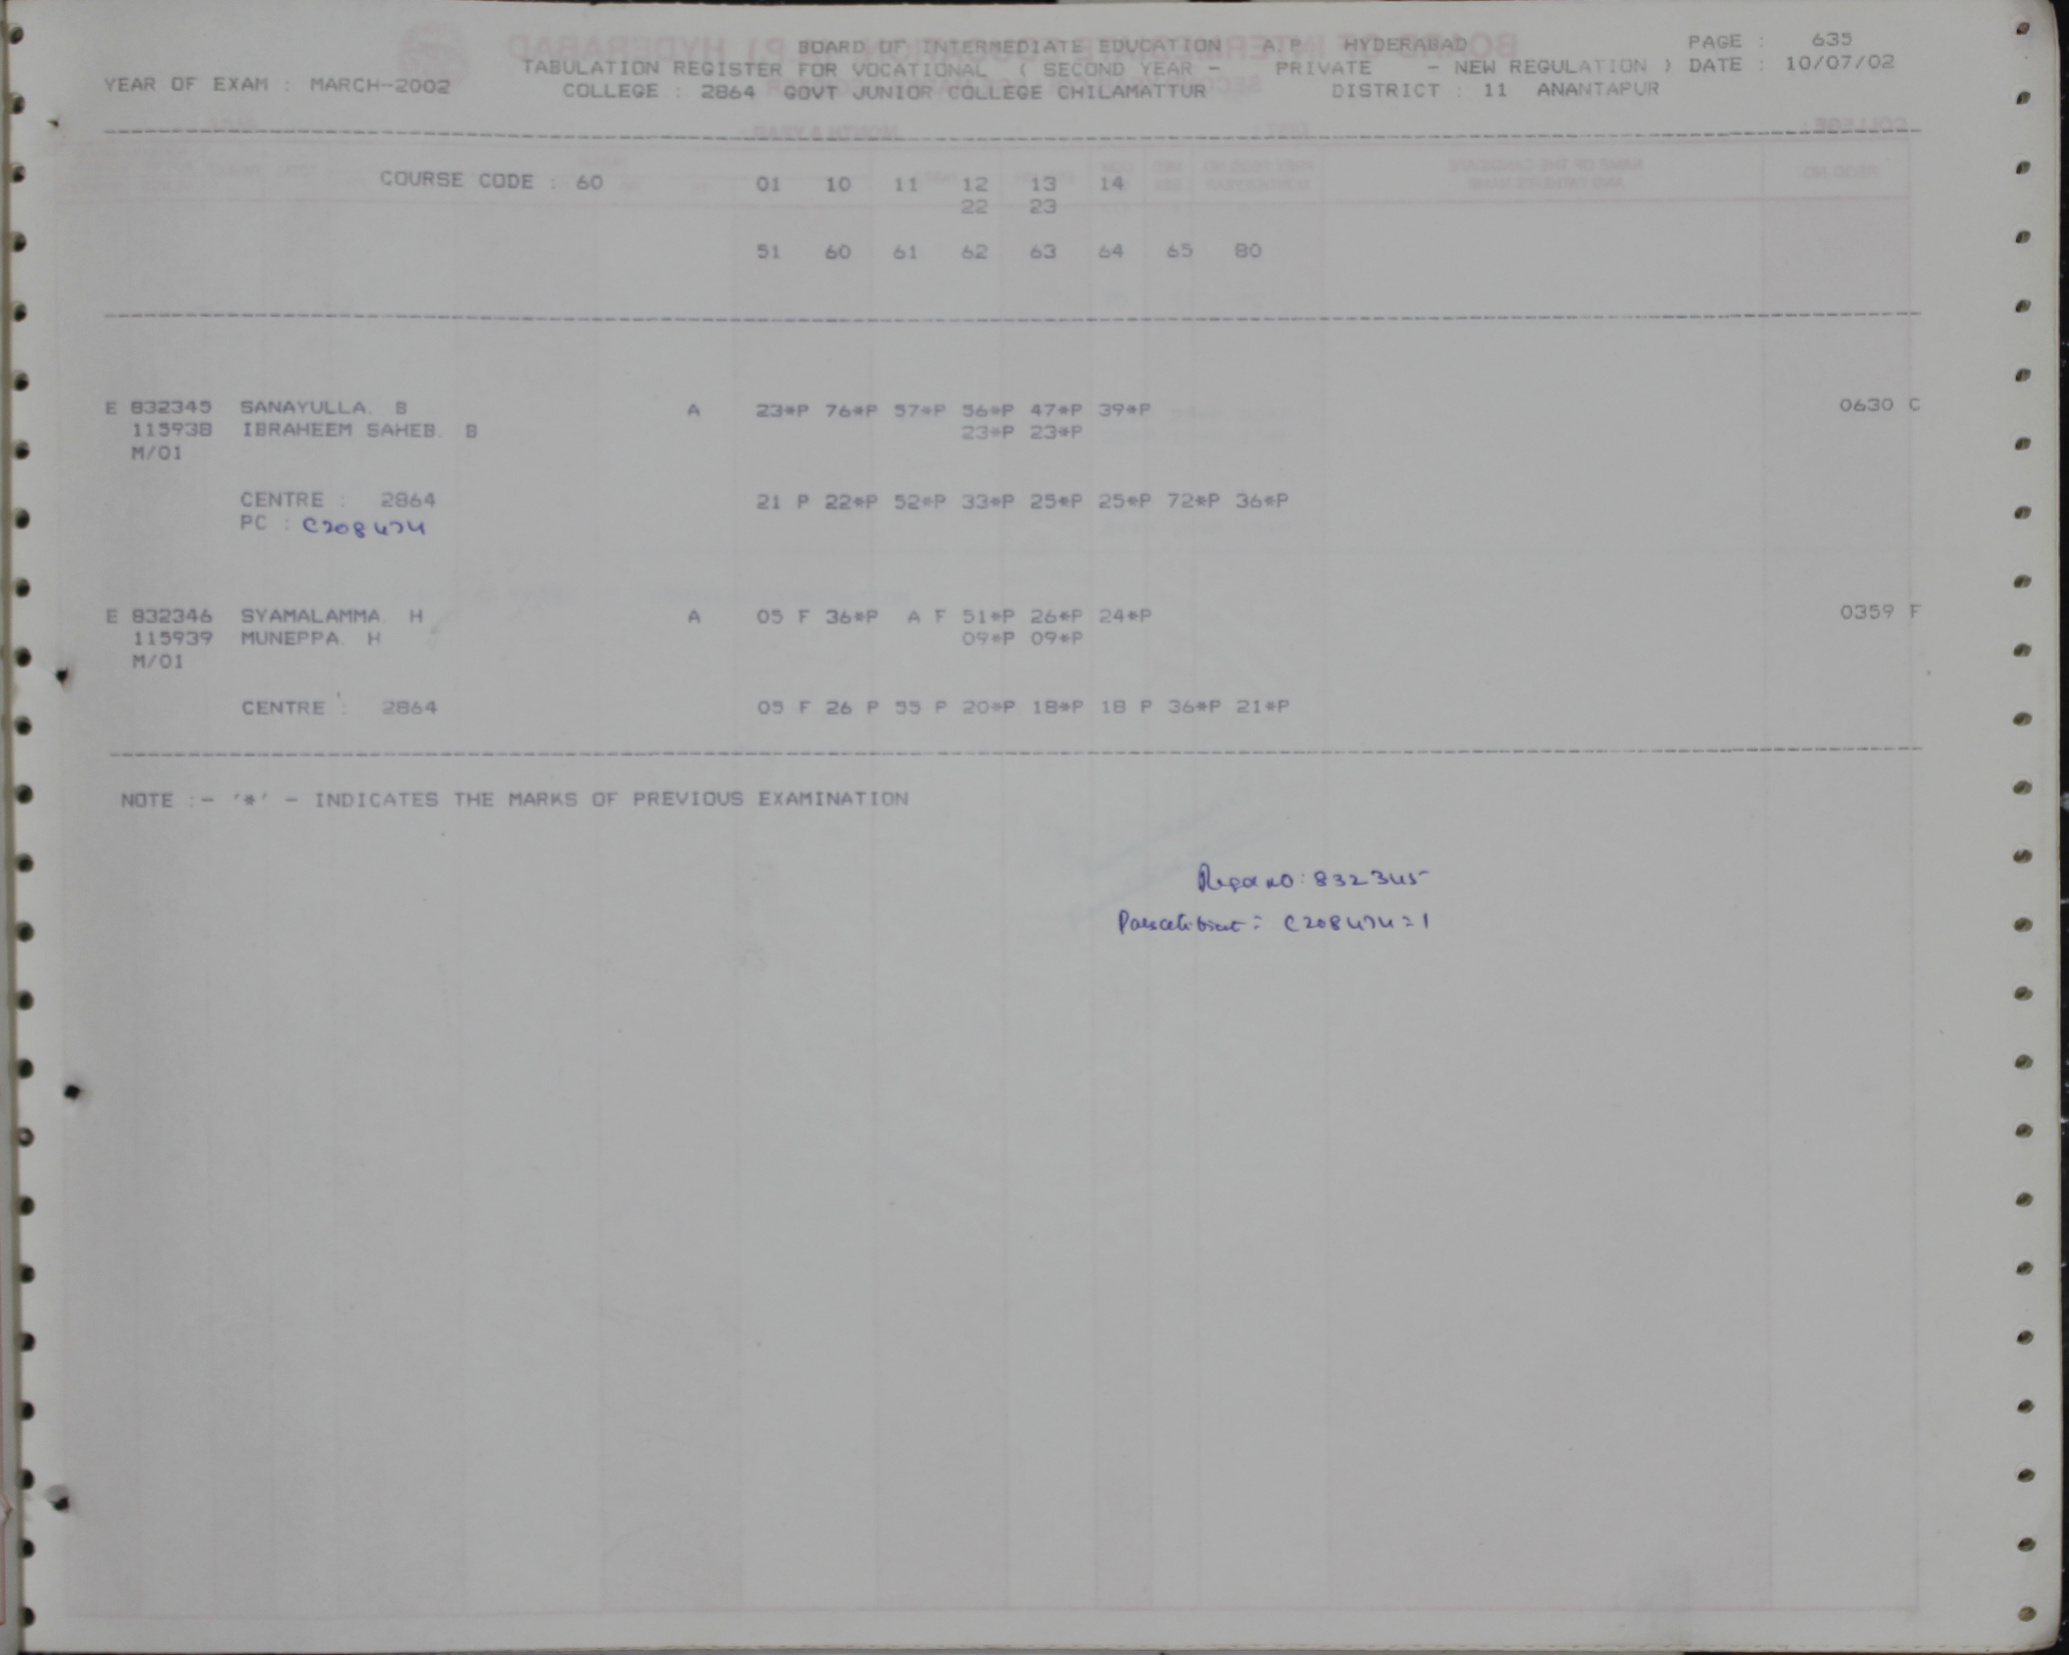 BOARD OF INTERMEDIATE EDUCATION A P HYDERABAD PAGE : 635
TABULATION REGISTER FOR VOCATIONAL ( SECOND YEAR - PRIVATE - NEW REGULATION ) DATE : 10/07/02
YEAR OF EXAM : MARCH-2002 COLLEGE : 2864 GOVT JUNIOR COLLEGE CHILAMATTUR DISTRICT : 11 ANANTAPUR
COURSE CODE : 60 01 10 11 12 13 14
22 23
51 60 61 62 63 64 65 80
E 832345 SANAYULLA. B A 23*P 76*P 57*P 56*P 47*P 39*P 0630 C
115938 IBRAHEEM SAHEB. B 23*P 23*P
M/01
CENTRE : 2864 21 P 22*P 52*P 33*P 25*P 25*P 72*P 36*P
PC : C208474
E 832346 SYAMALAMMA. H A 05 F 36*P A F 51*P 26*P 24*P 0359 F
115939 MUNEPPA. H 09*P 09*P
M/01
CENTRE : 2864 05 F 26 P 55 P 20*P 18*P 18 P 36*P 21*P
NOTE :- '*' - INDICATES THE MARKS OF PREVIOUS EXAMINATION
Regd no: 832345
C208474=1